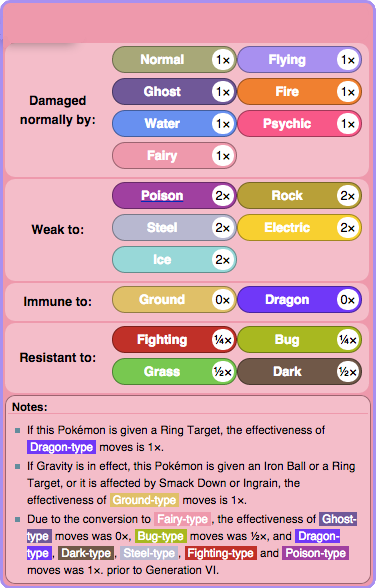 Damaged normally by:
Normal 1× Flying 1×
Ghost 1× Fire 1×
Water 1× Psychic 1×
Fairy 1×
Weak to:
Poison 2× Rock 2×
Steel 2× Electric 2×
Ice 2×
Immune to:
Ground 0× Dragon 0×
Resistant to:
Fighting ¼× Bug ¼×
Grass ½× Dark ½×
Notes:
If this Pokémon is given a Ring Target, the effectiveness of
Dragon-type moves is 1×.
If Gravity is in effect, this Pokémon is given an Iron Ball or a Ring
Target, or it is affected by Smack Down or Ingrain, the
effectiveness of Ground-type moves is 1×.
Due to the conversion to Fairy-type , the effectiveness of Ghost-
type moves was 0×, Bug-type moves was ½×, and Dragon-
type , Dark-type, Steel-type, Fighting-type and Poison-type
moves was 1×. prior to Generation VI.